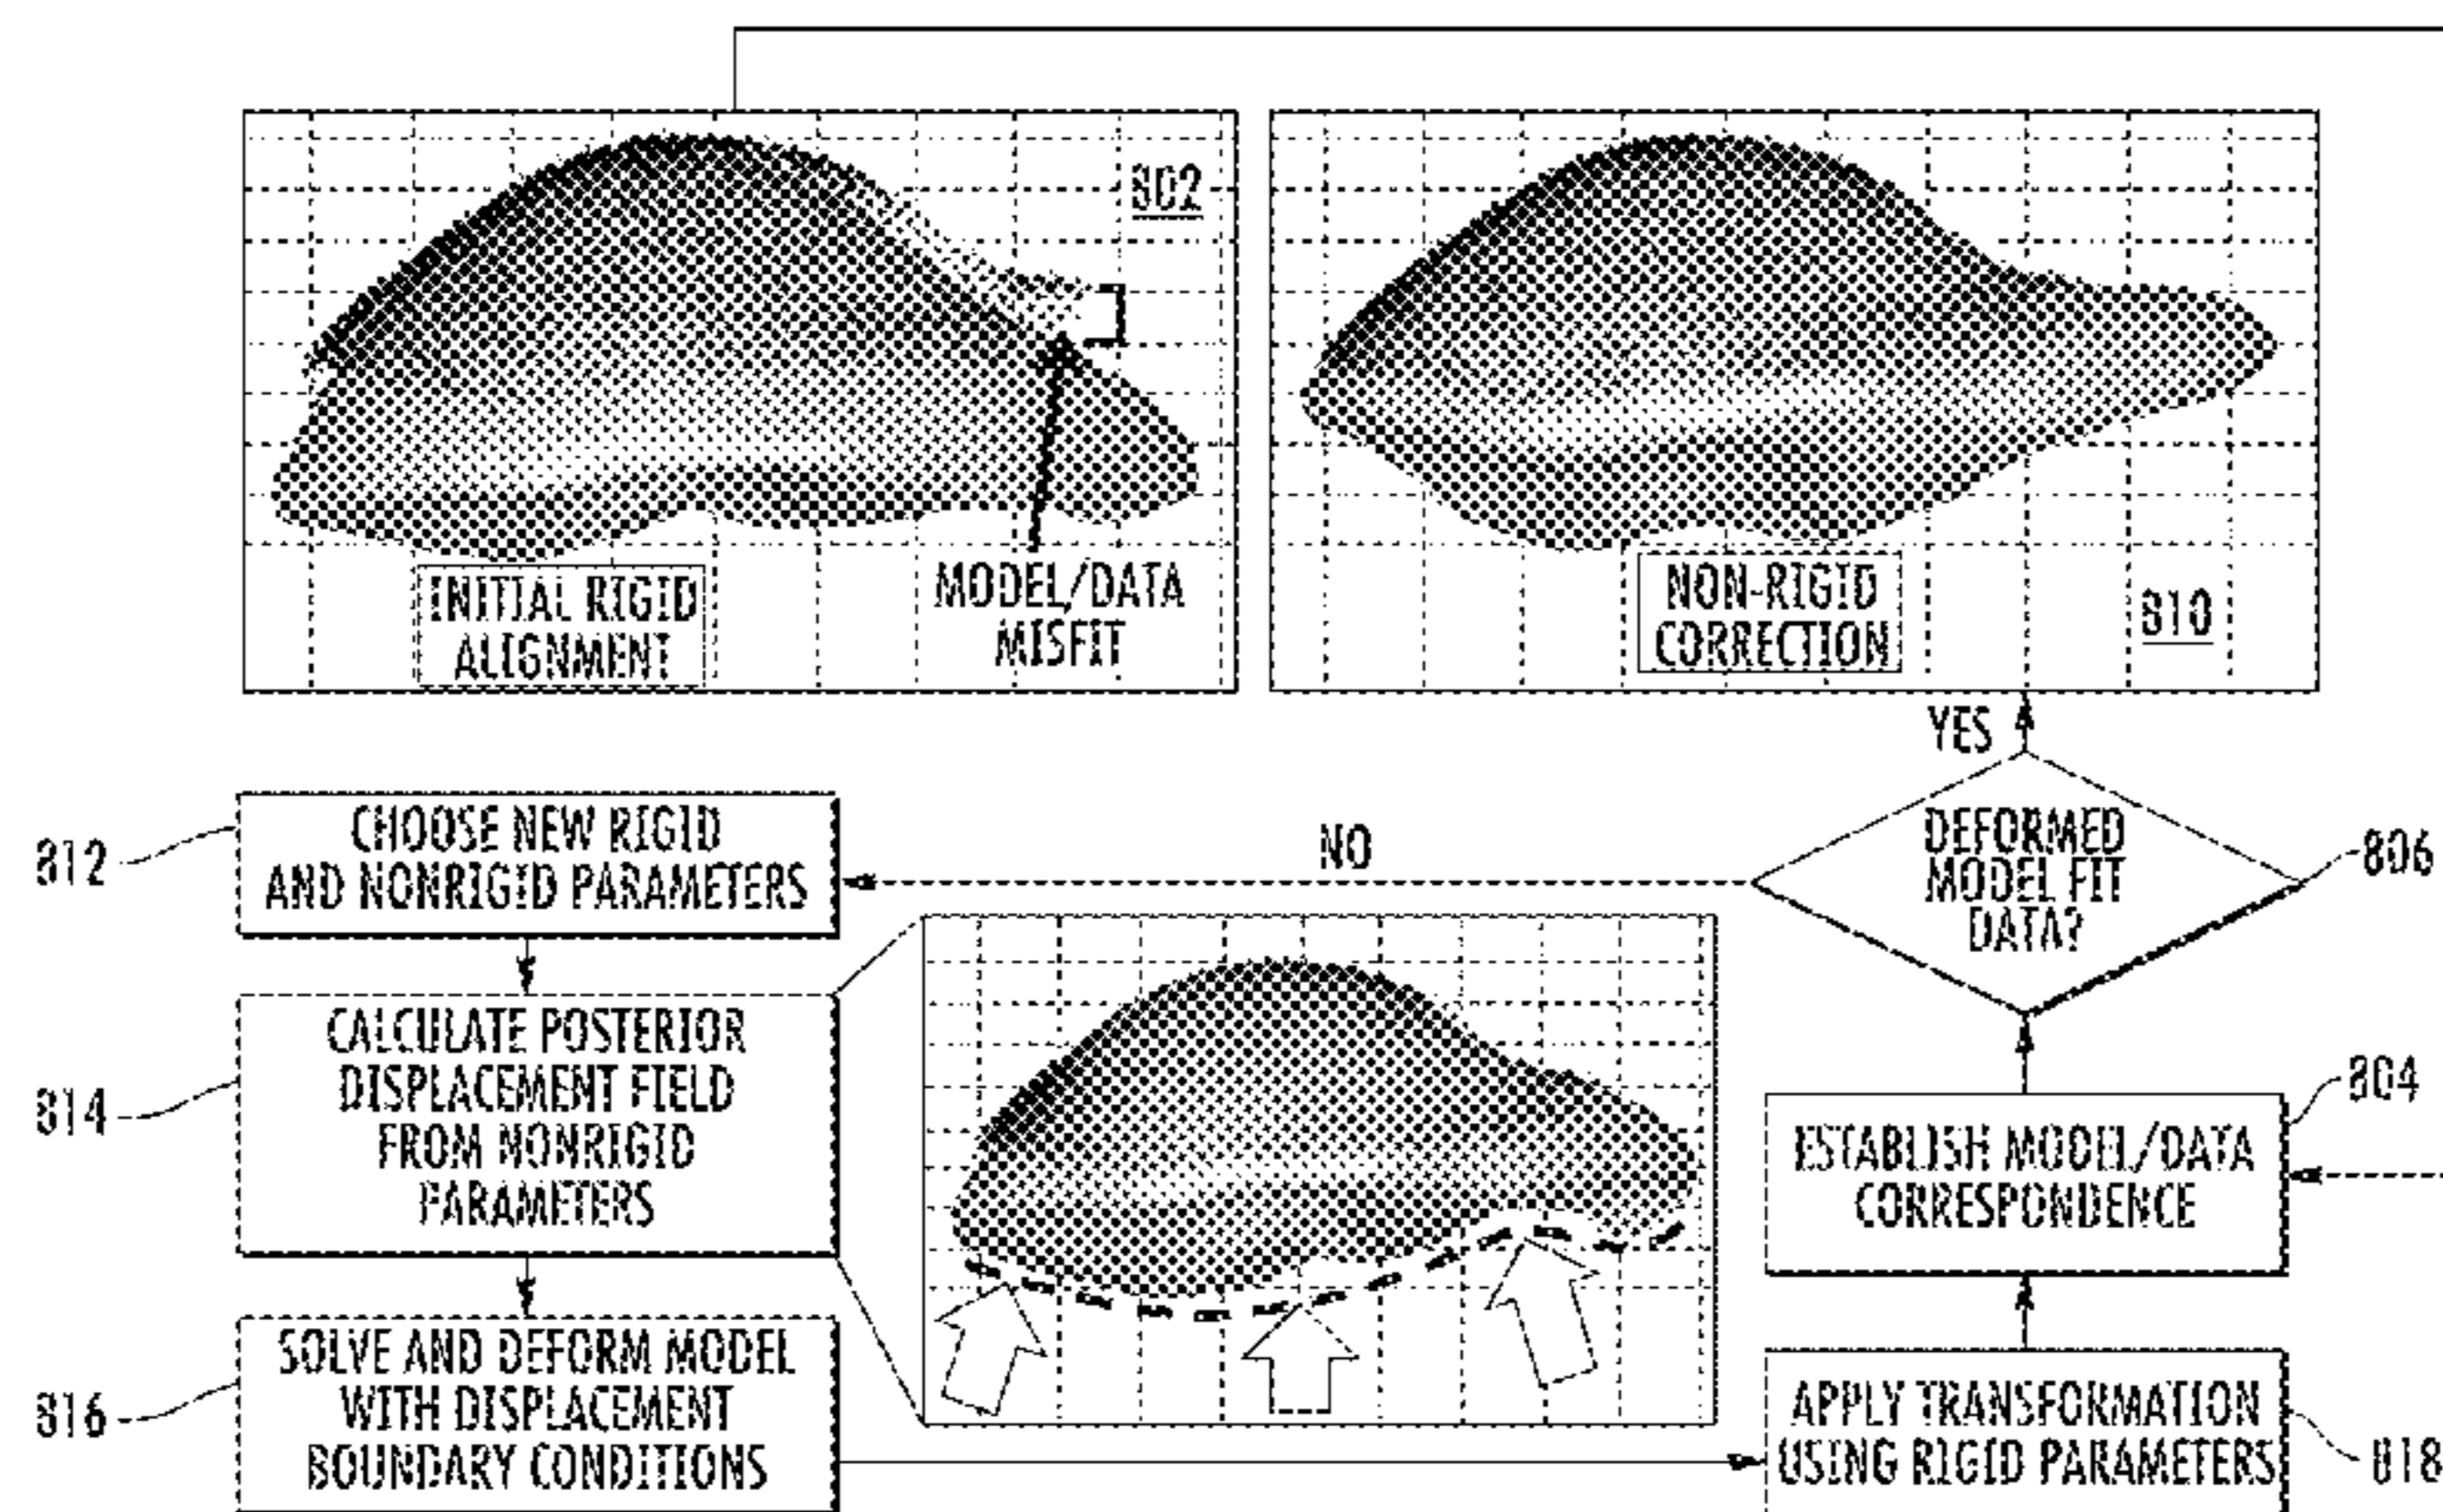 802
INITIAL RIGID
ALIGNMENT
MODEL/DATA
MISFIT
NON-RIGID
CORRECTION
810
YES
812
CHOOSE NEW RIGID
AND NONRIGID PARAMETERS
NO
DEFORMED
MODEL FIT
DATA?
806
814
CALCULATE POSTERIOR
DISPLACEMENT FIELD
FROM NONRIGID
PARAMETERS
804
ESTABLISH MODEL/DATA
CORRESPONDENCE
816
SOLVE AND DEFORM MODEL
WITH DISPLACEMENT
BOUNDARY CONDITIONS
APPLY TRANSFORMATION
USING RIGID PARAMETERS
818